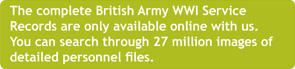 The complete British Army WWI Service
Records are only available online with us.
You can search through 27 million images of
detailed personnel files.